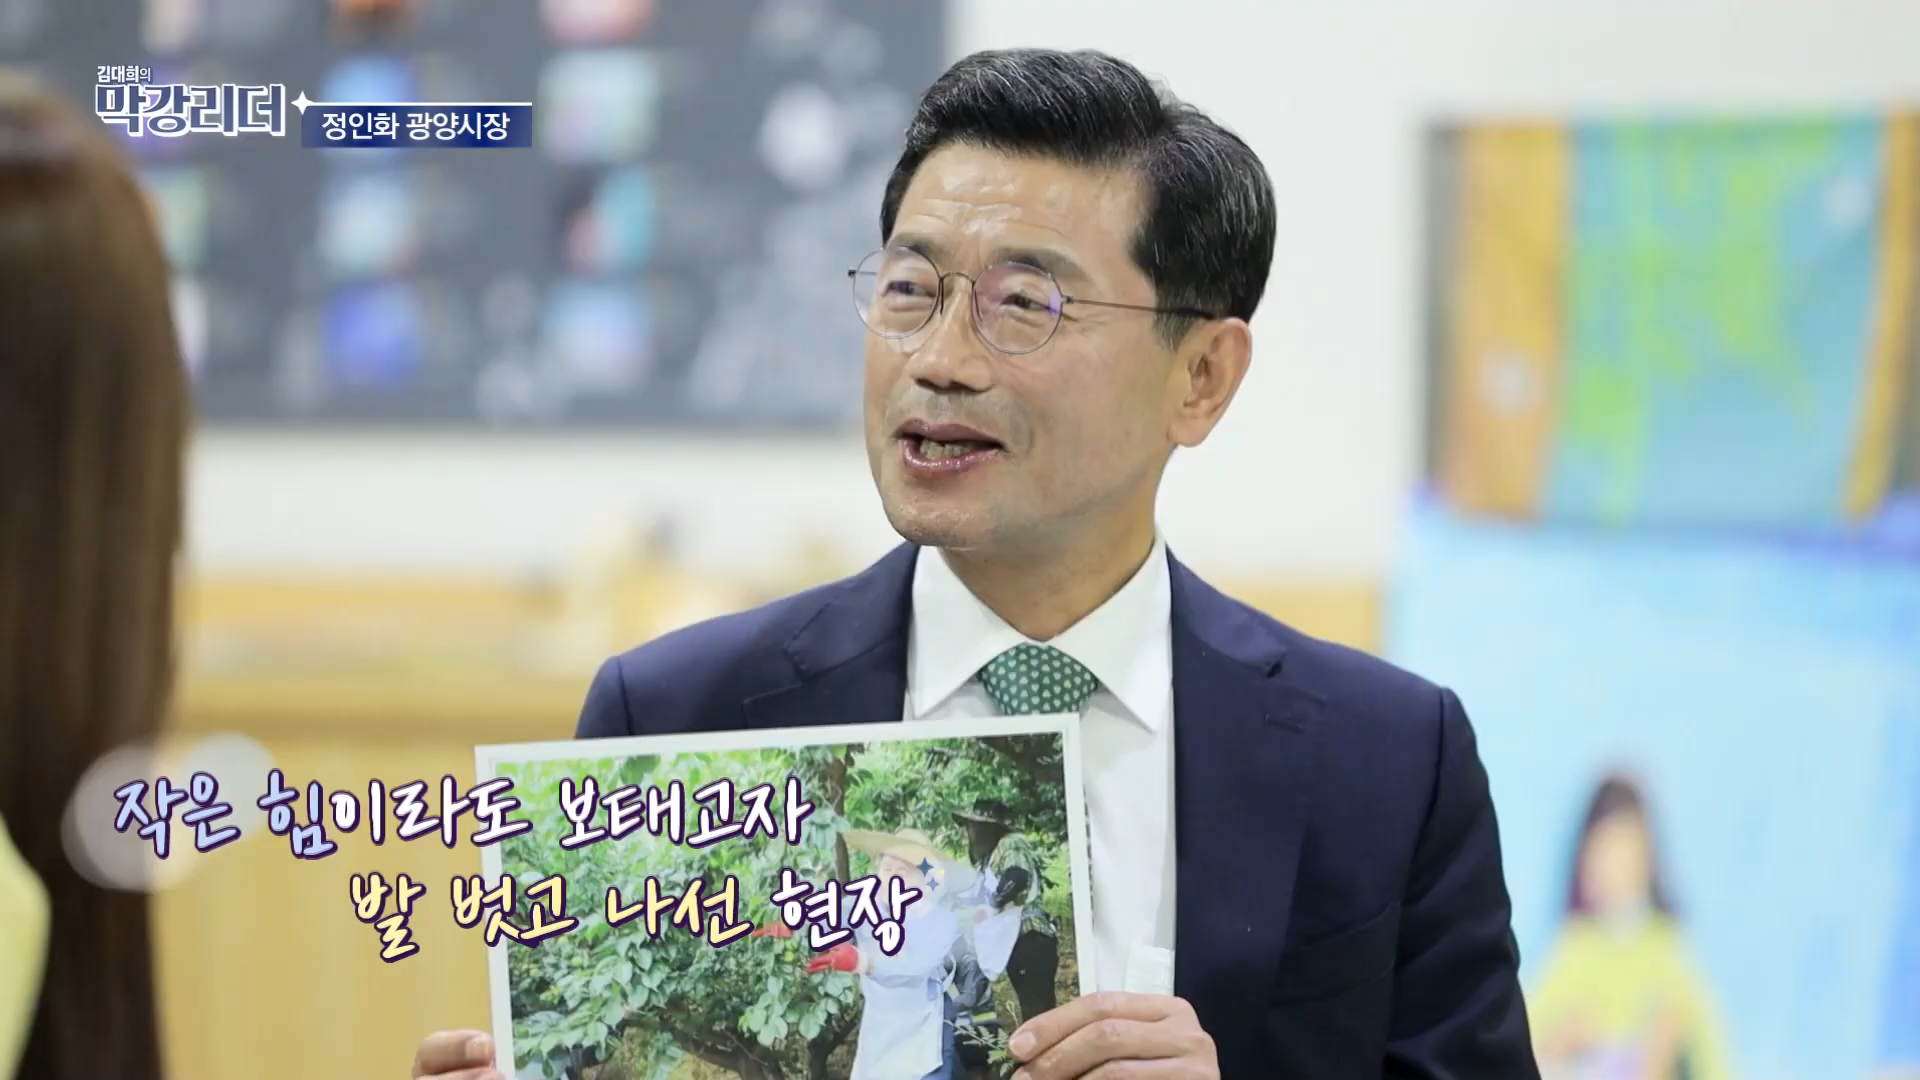 김대희의
막강리더
정인화 광양시장
작은 힘이라도 보태고자
발 벗고 나선 현장